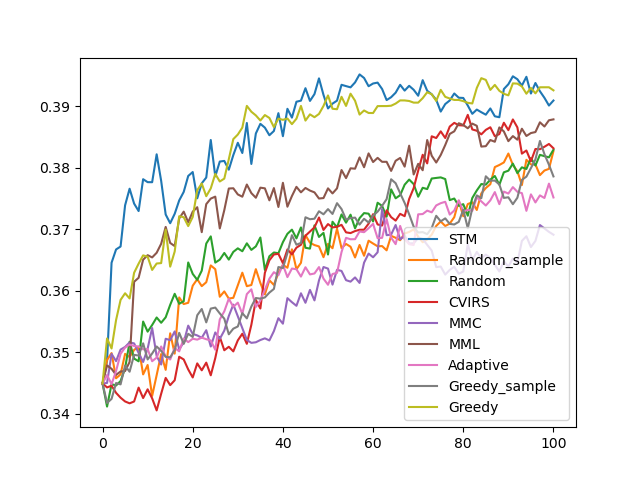 0.39
0.38
0.37
0.36
0.35
0.34
0
20
40
60
80
100
STM
Random_sample
Random
CVIRS
MMC
MML
Adaptive
Greedy_sample
Greedy